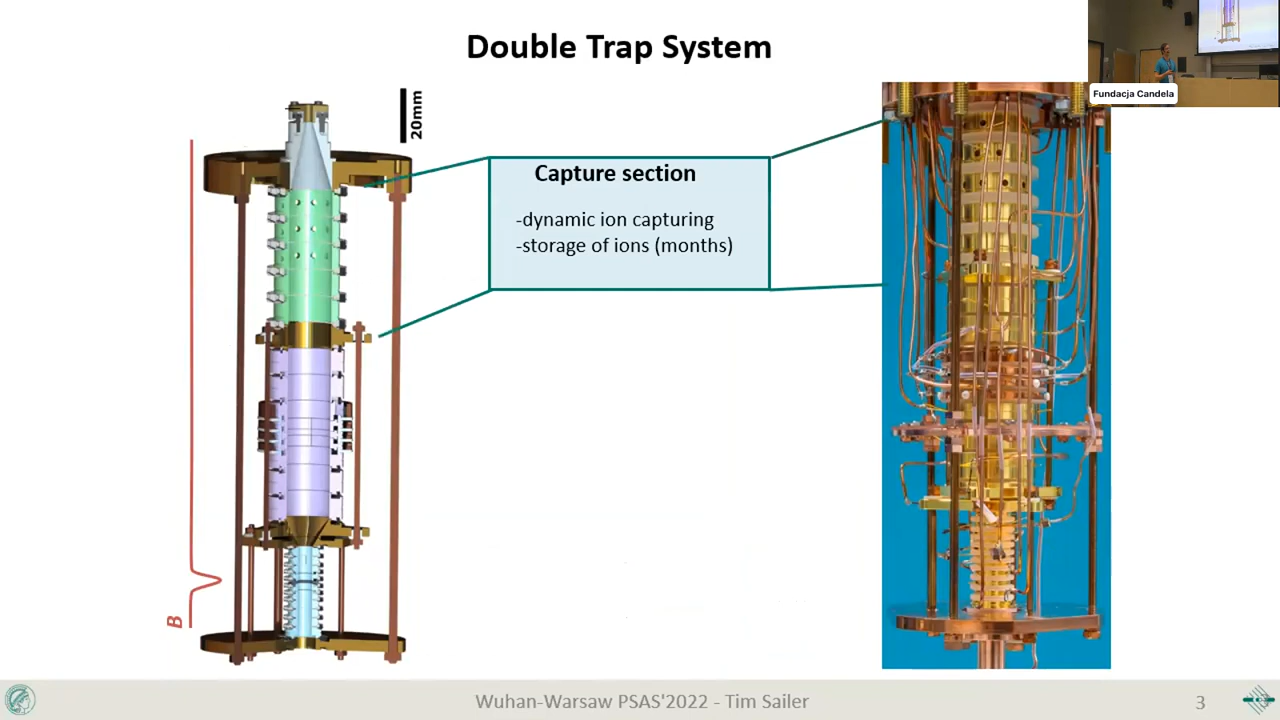 Double Trap System
Fundacja Candela
20mm
Capture section
-dynamic ion capturing
-storage of ions (months)
B
Wuhan-Warsaw PSAS'2022 - Tim Sailer
3